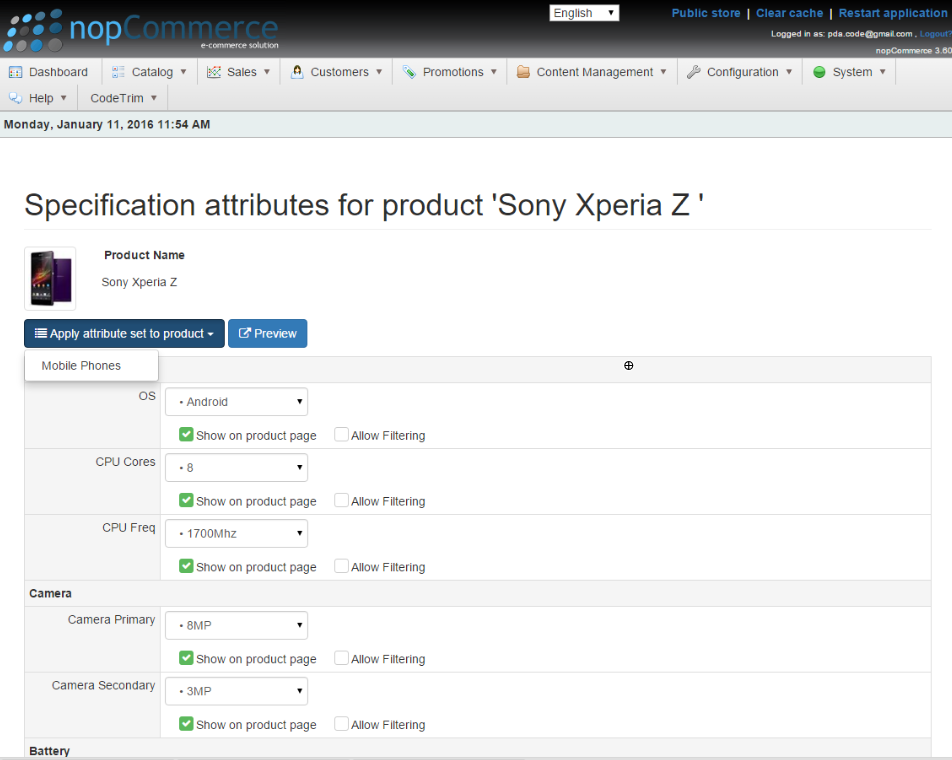 nopCommerce
e-commerce solution
English
Public store | Clear cache | Restart application
Logged in as: pda.code@gmail.com , Logout?
nopCommerce 3.60
Dashboard Catalog Sales Customers Promotions Content Management Configuration System
Help CodeTrim
Monday, January 11, 2016 11:54 AM
Specification attributes for product 'Sony Xperia Z '
Product Name
Sony Xperia Z
Apply attribute set to product Preview
Mobile Phones
OS • Android
Show on product page Allow Filtering
CPU Cores • 8
Show on product page Allow Filtering
CPU Freq • 1700Mhz
Show on product page Allow Filtering
Camera
Camera Primary • 8MP
Show on product page Allow Filtering
Camera Secondary • 3MP
Show on product page Allow Filtering
Battery